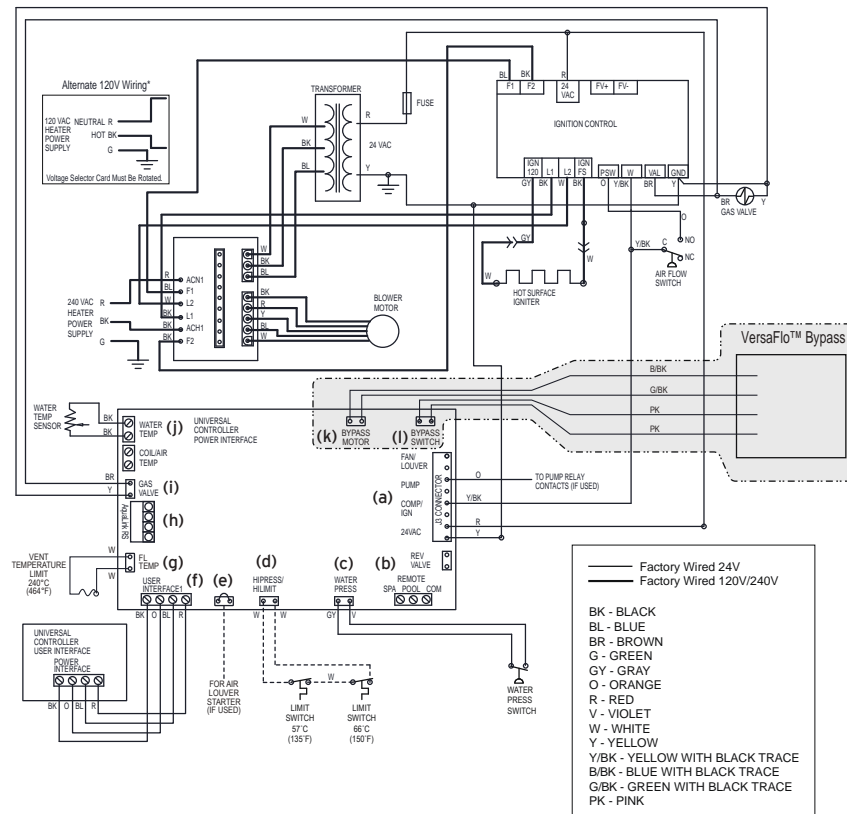 Alternate 120V Wiring*
120 VAC NEUTRAL R
HEATER
POWER HOT BK
SUPPLY
G
Voltage Selector Card Must Be Rotated.
TRANSFORMER
W
BK
BL
R
24 VAC
Y
FUSE
BL BK R
F1 F2 24 VAC FV+ FV-
IGNITION CONTROL
IGN 120 L1 L2 IGN FS PSW W VAL GND
GY BK W BK O Y/BK BR Y
BR Y
GAS VALVE
O
NO
Y/BK C
NC
AIR FLOW
SWITCH
GY
W
W
HOT SURFACE
IGNITER
240 VAC R
HEATER
POWER BK
SUPPLY
G
R ACN1
BL F1
W L2
BK L1
BK ACH1
BK F2
W
BK
BL
BK
R
Y
BL
W
BLOWER
MOTOR
VersaFlo™ Bypass
B/BK
G/BK
PK
PK
(k) BYPASS
MOTOR
(l) BYPASS
SWITCH
WATER
TEMP
SENSOR
BK
BK
WATER
TEMP
(j)
UNIVERSAL
CONTROLLER
POWER INTERFACE
COIL/AIR
TEMP
BR
Y
GAS
VALVE
(i)
AquaLink RS
(h)
VENT
TEMPERATURE
LIMIT
240°C
(464°F)
W
W
FL
TEMP
(g)
(a)
FAN/
LOUVER
PUMP
COMP/
IGN
24VAC
J3 CONNECTOR
O
TO PUMP RELAY
CONTACTS (IF USED)
Y/BK
R
Y
REV
VALVE
USER
INTERFACE1
(f)
(e)
(d)
HIPRESS/
HILIMIT
(c)
WATER
PRESS
(b)
REMOTE
SPA POOL COM
BK O BL R
W W
GY V
UNIVERSAL
CONTROLLER
USER INTERFACE
POWER
INTERFACE
BK O BL R
FOR AIR
LOUVER
STARTER
(IF USED)
W
LIMIT
SWITCH
57˚C
(135˚F)
LIMIT
SWITCH
66˚C
(150˚F)
WATER
PRESS
SWITCH
Factory Wired 24V
Factory Wired 120V/240V
BK - BLACK
BL - BLUE
BR - BROWN
G - GREEN
GY - GRAY
O - ORANGE
R - RED
V - VIOLET
W - WHITE
Y - YELLOW
Y/BK - YELLOW WITH BLACK TRACE
B/BK - BLUE WITH BLACK TRACE
G/BK - GREEN WITH BLACK TRACE
PK - PINK